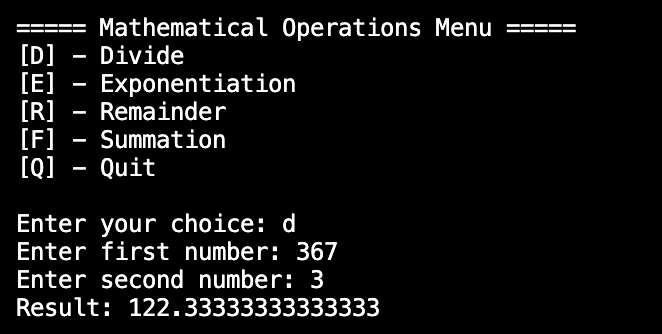 ===== Mathematical Operations Menu =====
[D] – Divide
[E] – Exponentiation
[R] – Remainder
[F] – Summation
[Q] – Quit
Enter your choice: d
Enter first number: 367
Enter second number: 3
Result: 122.33333333333333